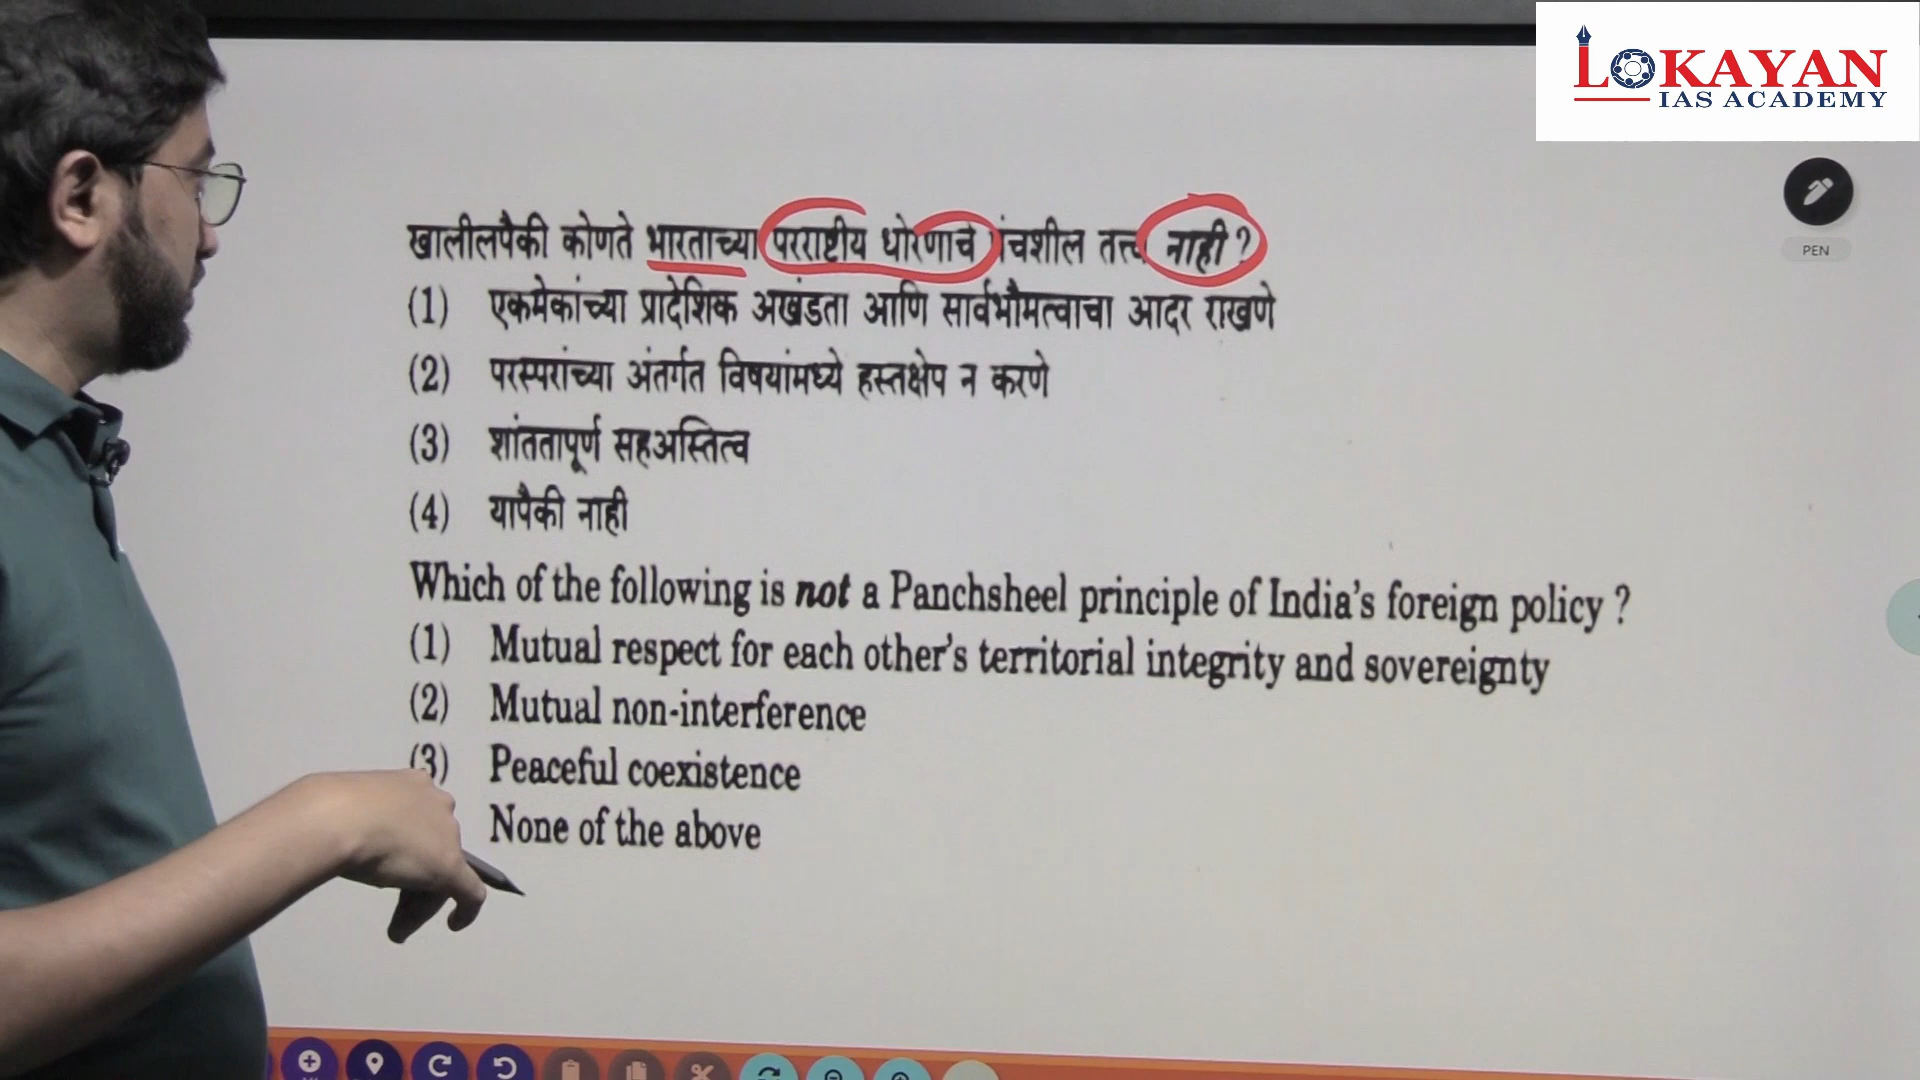 LOKAYAN
IAS ACADEMY
PEN
खालीलपैकी कोणते भारताच्या परराष्ट्रीय धोरणाचे पंचशील तत्त्व नाही ?
(1) एकमेकांच्या प्रादेशिक अखंडता आणि सार्वभौमत्वाचा आदर राखणे
(2) परस्परांच्या अंतर्गत विषयांमध्ये हस्तक्षेप न करणे
(3) शांततापूर्ण सहअस्तित्व
(4) यापैकी नाही
Which of the following is not a Panchsheel principle of India's foreign policy ?
(1) Mutual respect for each other's territorial integrity and sovereignty
(2) Mutual non-interference
(3) Peaceful coexistence
None of the above